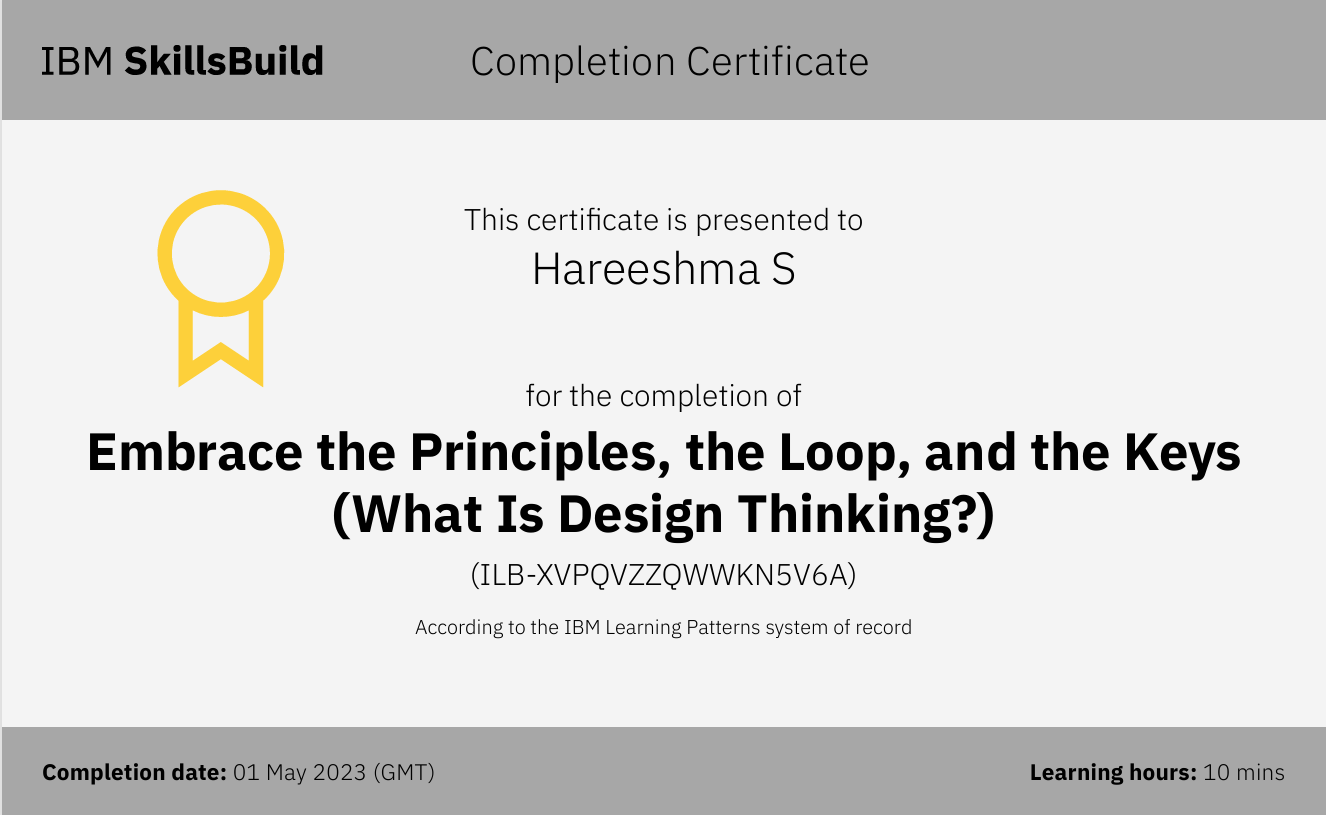 IBM SkillsBuild
Completion Certificate
This certificate is presented to
Hareeshma S
for the completion of
Embrace the Principles, the Loop, and the Keys
(What Is Design Thinking?)
(ILB-XVPQVZZQWWKN5V6A)
According to the IBM Learning Patterns system of record
Completion date: 01 May 2023 (GMT)
Learning hours: 10 mins